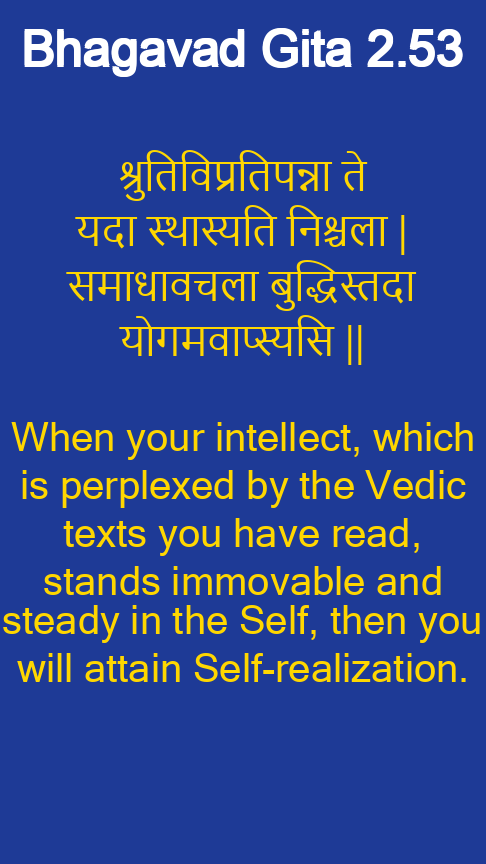 Bhagavad Gita 2.53
श्रुतिविप्रतिपन्ना ते
यदा स्थास्यति निश्चला |
समाधावचला बुद्धिस्तदा
योगमवाप्स्यसि ||
When your intellect, which
is perplexed by the Vedic
texts you have read,
stands immovable and
steady in the Self, then you
will attain Self-realization.